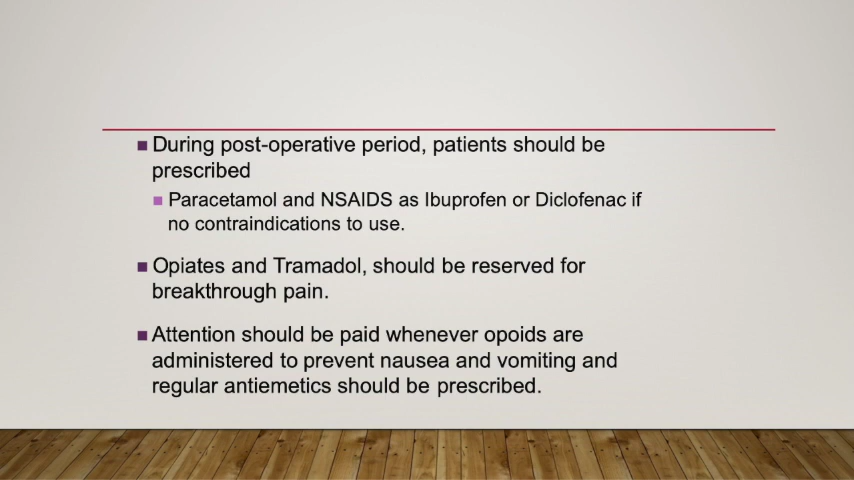 During post-operative period, patients should be
prescribed
Paracetamol and NSAIDS as Ibuprofen or Diclofenac if
no contraindications to use.
Opiates and Tramadol, should be reserved for
breakthrough pain.
Attention should be paid whenever opoids are
administered to prevent nausea and vomiting and
regular antiemetics should be prescribed.